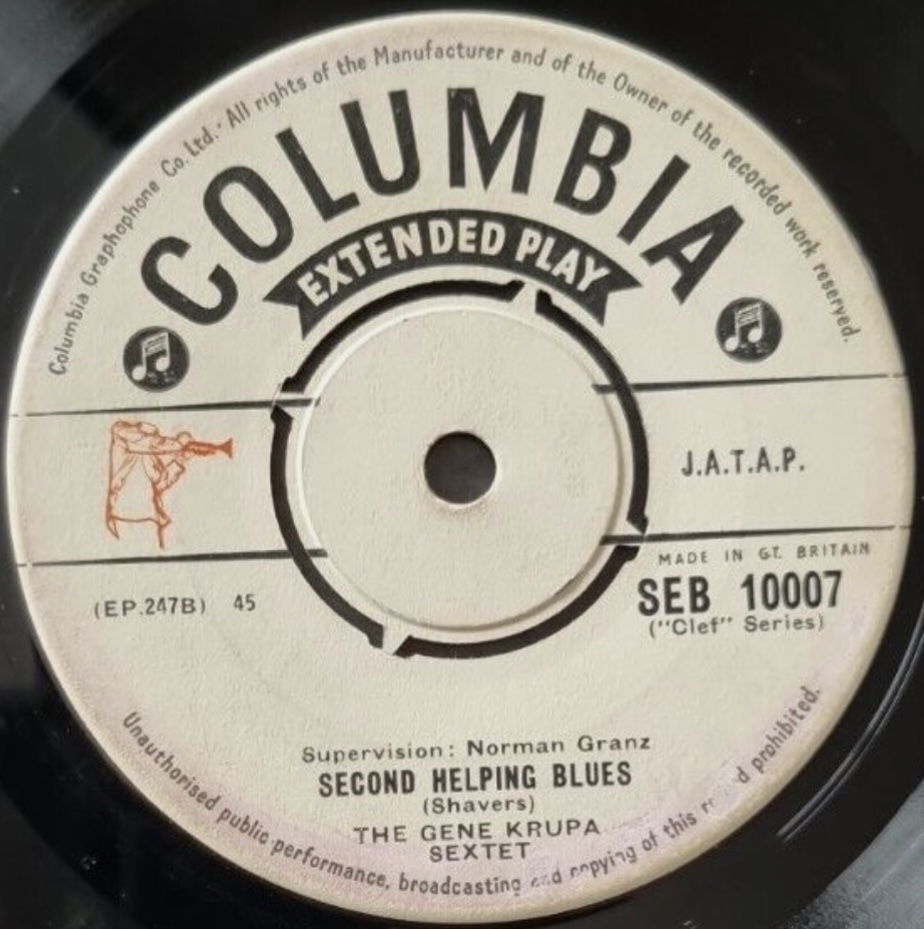 Columbia Graphophone Co. Ltd. · All rights of the Manufacturer and of the Owner of the recorded work reserved.
COLUMBIA
EXTENDED PLAY
J.A.T.A.P.
MADE IN GT. BRITAIN
(EP.247B) 45
SEB 10007
("Clef" Series)
Supervision: Norman Granz
SECOND HELPING BLUES
(Shavers)
THE GENE KRUPA
SEXTET
Unauthorised public performance, broadcasting and copying of this prohibited.